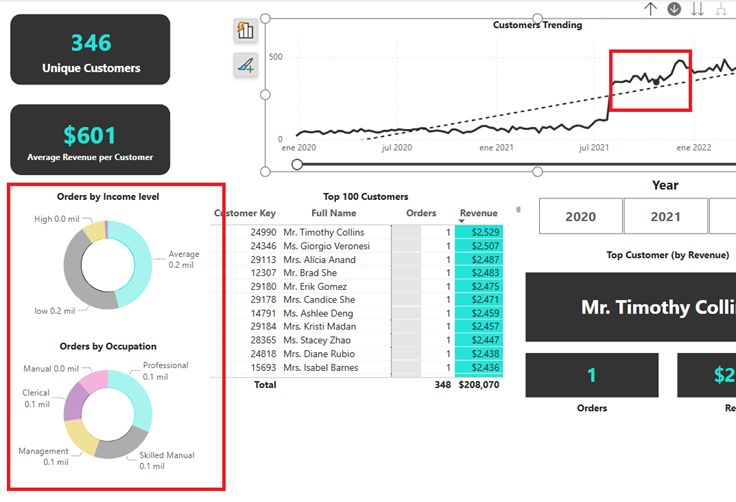 346
Unique Customers
$601
Average Revenue per Customer
Customers Trending
500
0
ene 2020
jul 2020
ene 2021
jul 2021
ene 2022
Orders by Income level
High 0.0 mil
Average
0.2 mil
low 0.2 mil
Orders by Occupation
Manual 0.0 mil
Professional
0.1 mil
Clerical
0.1 mil
Management
0.1 mil
Skilled Manual
0.1 mil
Top 100 Customers
Customer Key Full Name Orders Revenue
24990 Mr. Timothy Collins 1 $2,529
24346 Ms. Giorgio Veronesi 1 $2,507
29113 Mrs. Alícia Anand 1 $2,487
12307 Mr. Brad She 1 $2,483
29180 Mr. Erik Gomez 1 $2,475
29178 Mrs. Candice She 1 $2,471
14791 Ms. Ashlee Deng 1 $2,459
29184 Mrs. Kristi Madan 1 $2,457
28365 Ms. Stacey Zhao 1 $2,447
24818 Mrs. Diane Rubio 1 $2,438
15693 Mrs. Isabel Barnes 1 $2,436
Total 348 $208,070
Year
2020 2021
Top Customer (by Revenue)
Mr. Timothy Colli
1
Orders
$2
Re